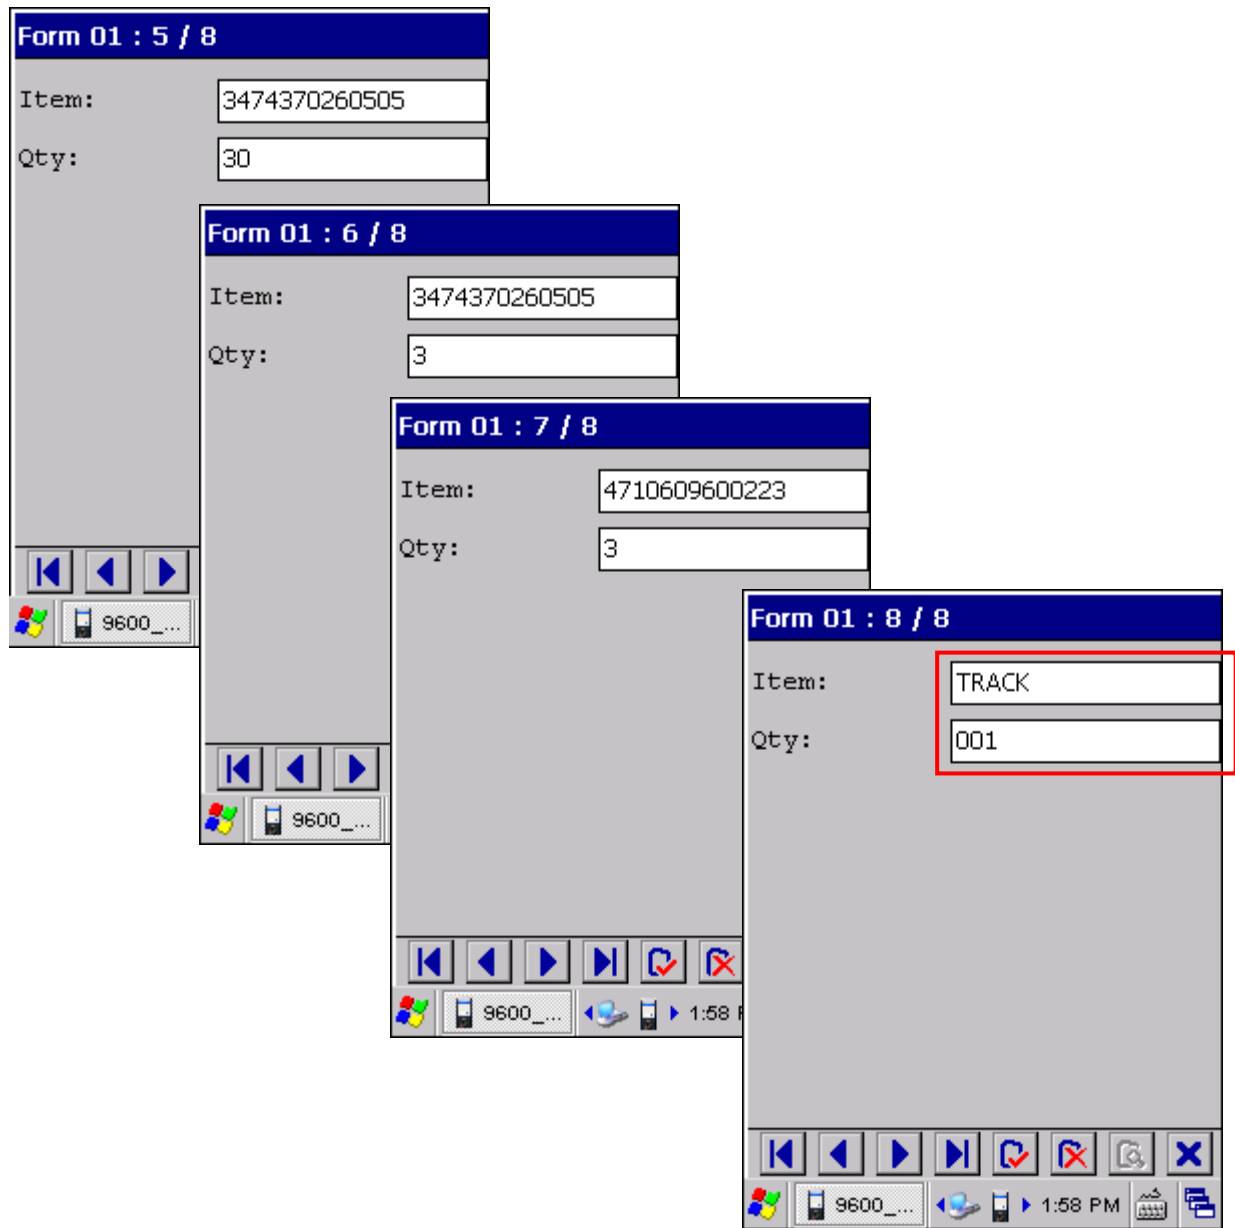 Form 01 : 5 / 8
Item: 3474370260505
Qty: 30
9600_...
Form 01 : 6 / 8
Item: 3474370260505
Qty: 3
9600_...
Form 01 : 7 / 8
Item: 4710609600223
Qty: 3
9600_... 1:58
Form 01 : 8 / 8
Item: TRACK
Qty: 001
9600_... 1:58 PM